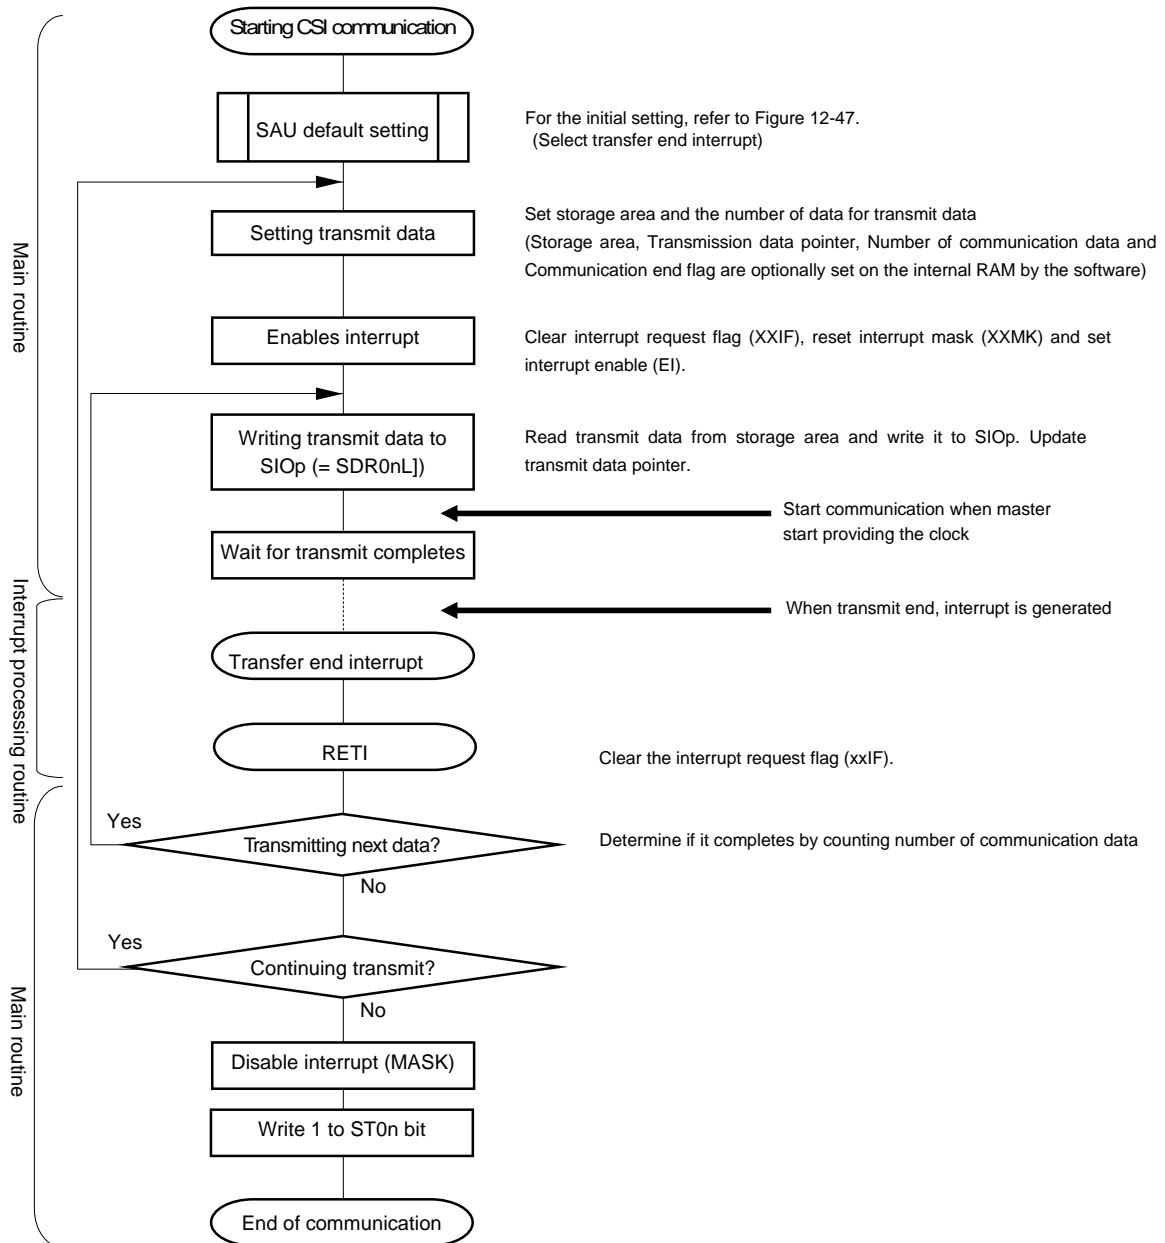 Starting CSI communication
SAU default setting
For the initial setting, refer to Figure 12-47.
(Select transfer end interrupt)
Setting transmit data
Set storage area and the number of data for transmit data
(Storage area, Transmission data pointer, Number of communication data and
Communication end flag are optionally set on the internal RAM by the software)
Main routine
Enables interrupt
Clear interrupt request flag (XXIF), reset interrupt mask (XXMK) and set
interrupt enable (EI).
Writing transmit data to
SIOp (= SDR0nL])
Read transmit data from storage area and write it to SIOp. Update
transmit data pointer.
Start communication when master
start providing the clock
Wait for transmit completes
When transmit end, interrupt is generated
Interrupt processing routine
Transfer end interrupt
RETI
Clear the interrupt request flag (xxIF).
Yes
Transmitting next data?
Determine if it completes by counting number of communication data
No
Yes
Continuing transmit?
No
Main routine
Disable interrupt (MASK)
Write 1 to ST0n bit
End of communication